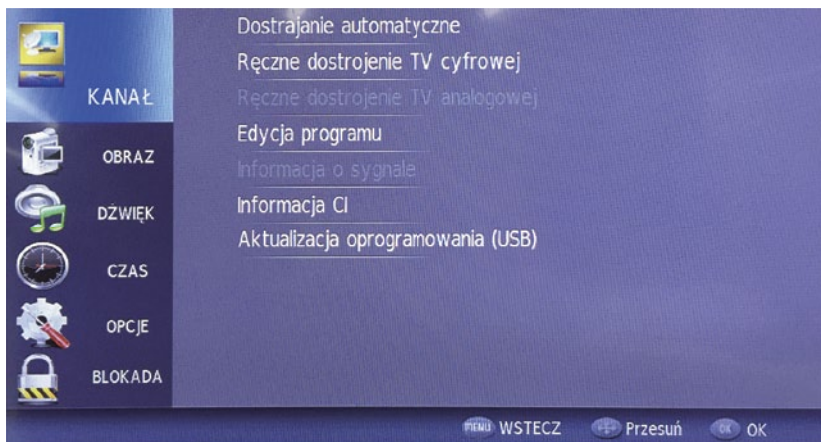 KANAŁ
OBRAZ
DŹWIĘK
CZAS
OPCJE
BLOKADA
Dostrajanie automatyczne
Ręczne dostrojenie TV cyfrowej
Ręczne dostrojenie TV analogowej
Edycja programu
Informacja o sygnale
Informacja CI
Aktualizacja oprogramowania (USB)
MENU WSTECZ Przesuń OK OK